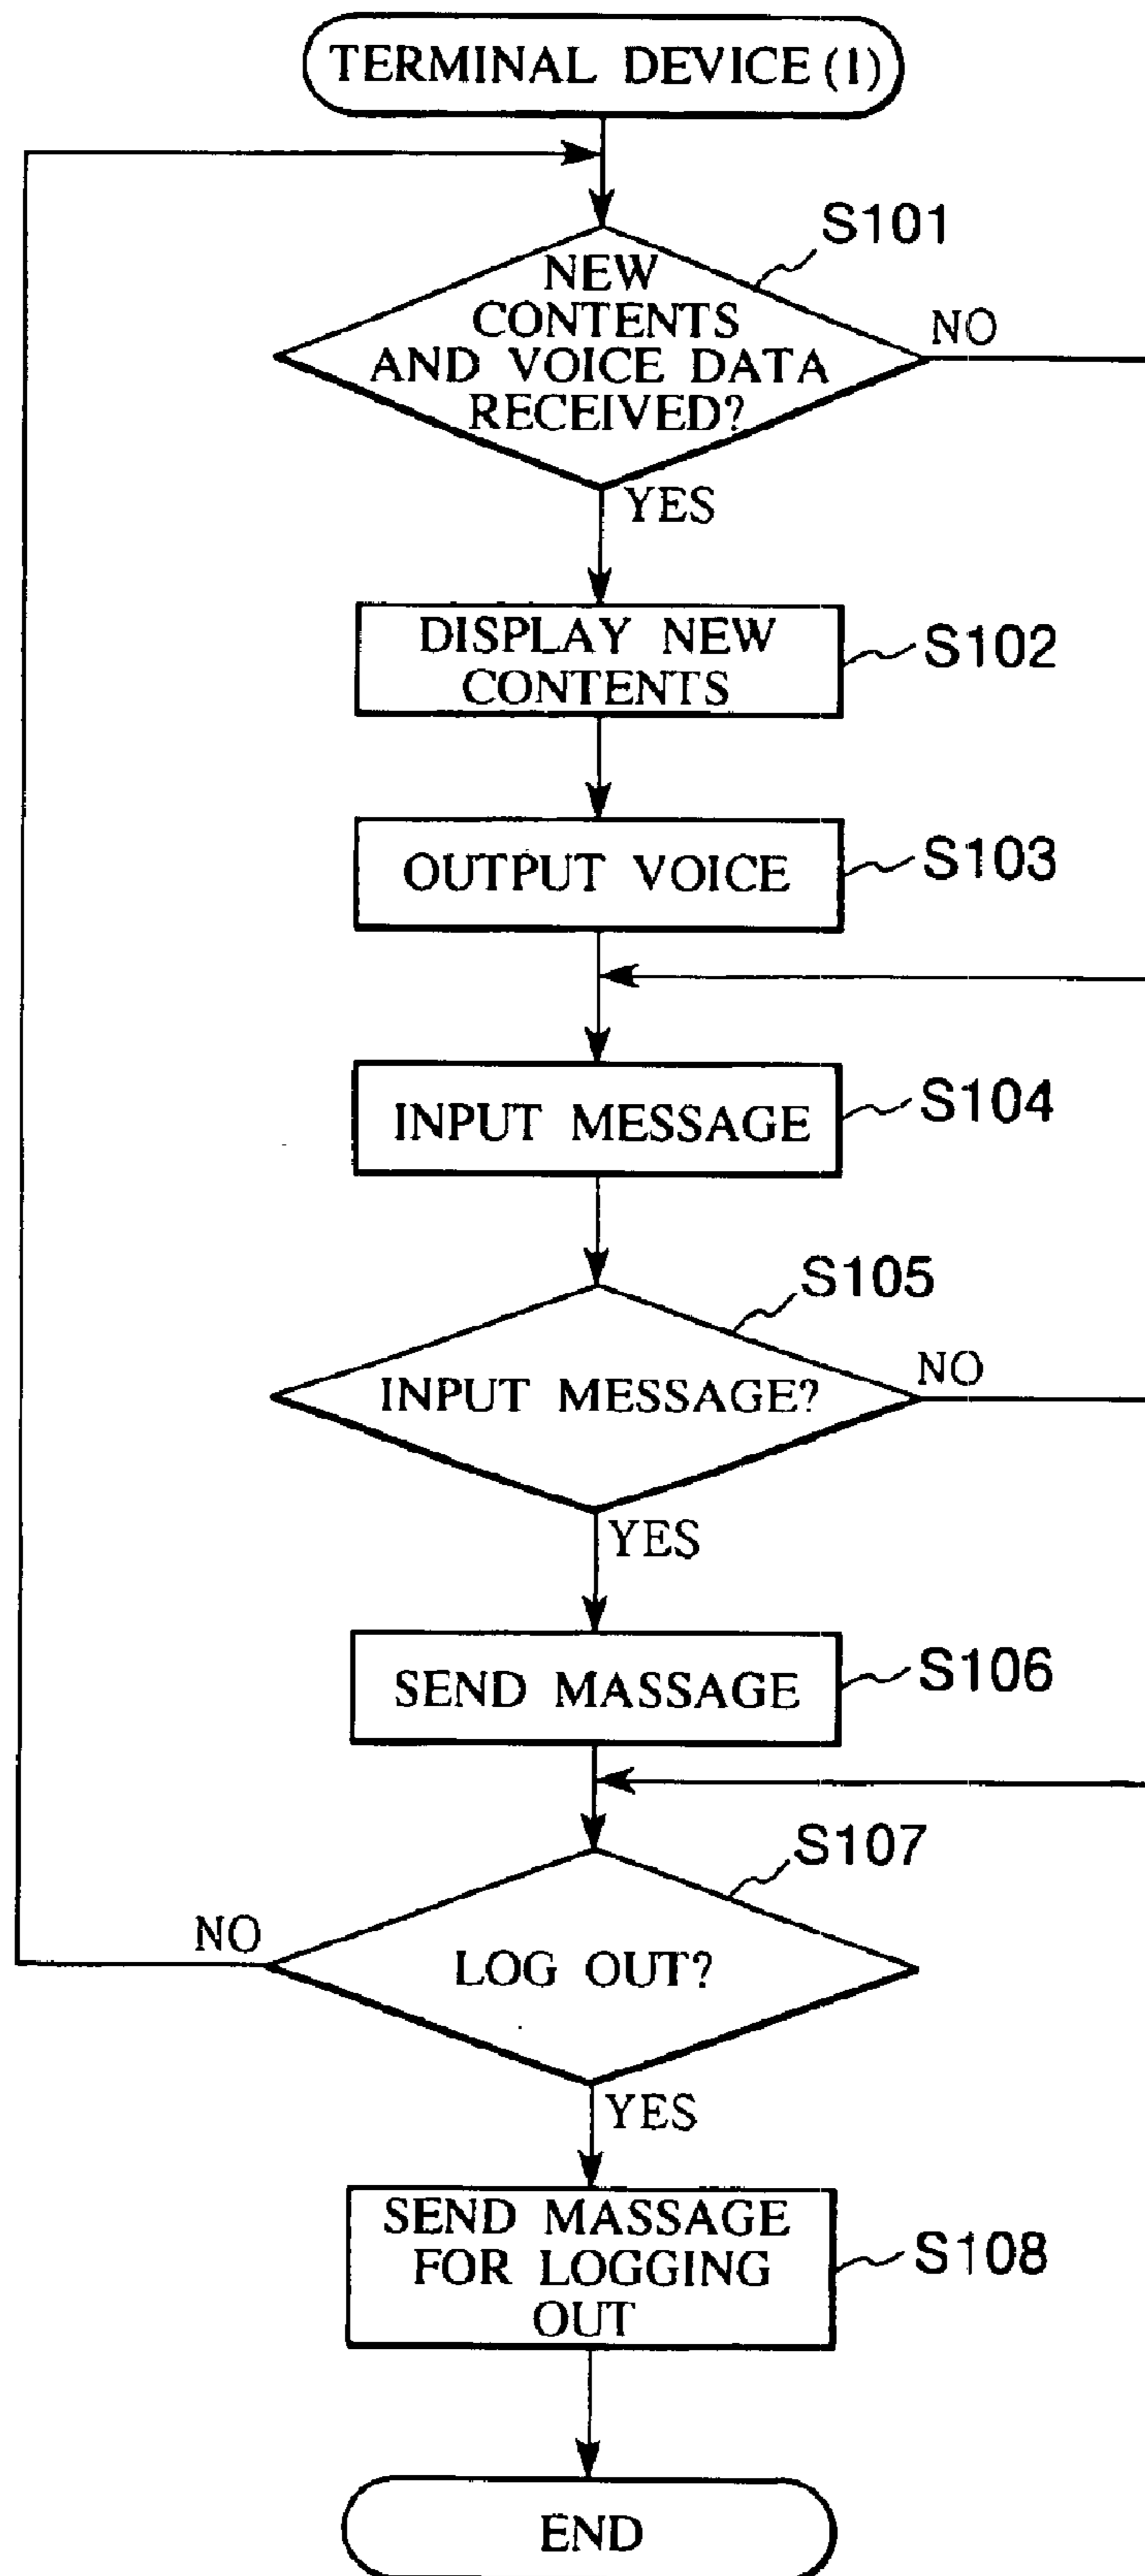 TERMINAL DEVICE (1)
S101
NEW
CONTENTS
AND VOICE DATA
RECEIVED?
NO
YES
DISPLAY NEW
CONTENTS
S102
OUTPUT VOICE
S103
INPUT MESSAGE
S104
S105
INPUT MESSAGE?
NO
YES
SEND MASSAGE
S106
S107
NO
LOG OUT?
YES
SEND MASSAGE
FOR LOGGING
OUT
S108
END